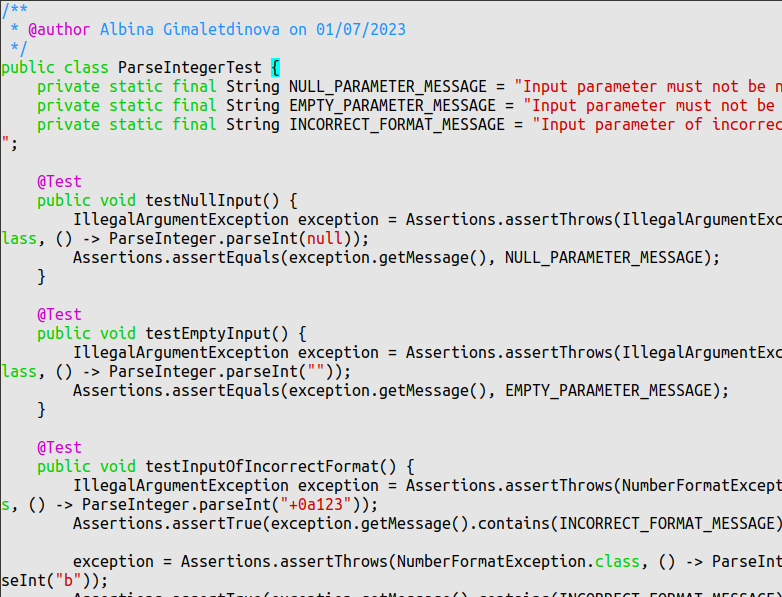 /**
 * @author Albina Gimaletdinova on 01/07/2023
 */
public class ParseIntegerTest {
    private static final String NULL_PARAMETER_MESSAGE = "Input parameter must not be n
    private static final String EMPTY_PARAMETER_MESSAGE = "Input parameter must not be
    private static final String INCORRECT_FORMAT_MESSAGE = "Input parameter of incorrec
";
    @Test
    public void testNullInput() {
        IllegalArgumentException exception = Assertions.assertThrows(IllegalArgumentExc
lass, () -> ParseInteger.parseInt(null));
        Assertions.assertEquals(exception.getMessage(), NULL_PARAMETER_MESSAGE);
    }
    @Test
    public void testEmptyInput() {
        IllegalArgumentException exception = Assertions.assertThrows(IllegalArgumentExc
lass, () -> ParseInteger.parseInt(""));
        Assertions.assertEquals(exception.getMessage(), EMPTY_PARAMETER_MESSAGE);
    }
    @Test
    public void testInputOfIncorrectFormat() {
        IllegalArgumentException exception = Assertions.assertThrows(NumberFormatExcept
s, () -> ParseInteger.parseInt("+0a123"));
        Assertions.assertTrue(exception.getMessage().contains(INCORRECT_FORMAT_MESSAGE)
        exception = Assertions.assertThrows(NumberFormatException.class, () -> ParseInt
seInt("b"));